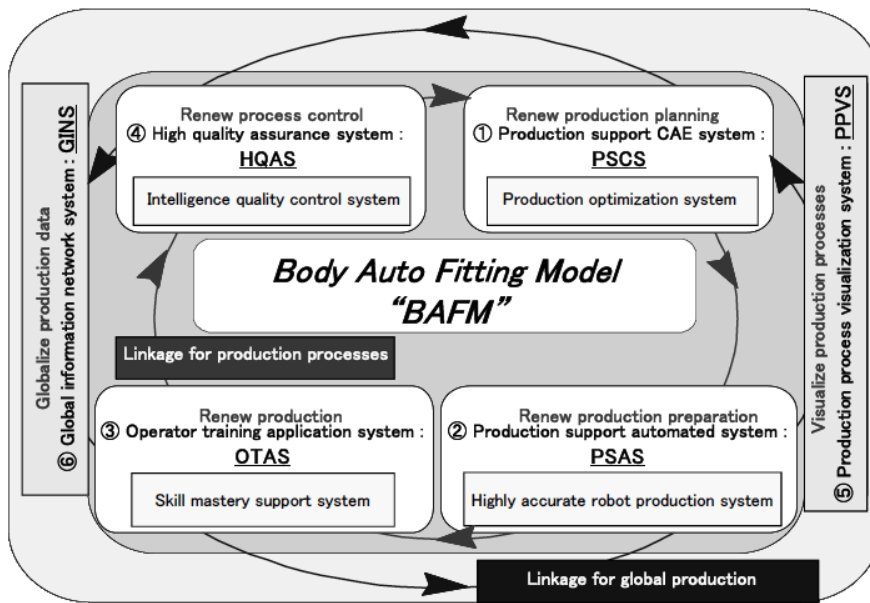 Renew process control
④ High quality assurance system :
HQAS
Intelligence quality control system
Renew production planning
① Production support CAE system :
PSCS
Production optimization system
Globalize production data
⑥ Global information network system : GINS
Body Auto Fitting Model
“BAFM”
Visualize production processes
⑤ Production process visualization system : PPVS
Linkage for production processes
Renew production
③ Operator training application system :
OTAS
Skill mastery support system
Renew production preparation
② Production support automated system :
PSAS
Highly accurate robot production system
Linkage for global production